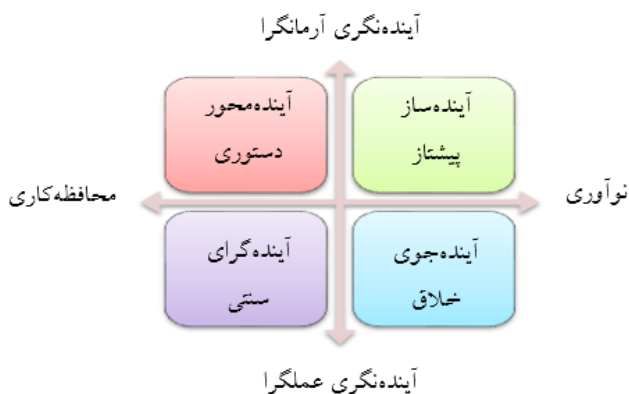 آینده‌نگری آرمانگرا
آینده‌ساز
پیشتاز
آینده‌محور
دستوری
نوآوری
محافظه‌کاری
آینده‌جوی
خلاق
آینده‌گرای
سنتی
آینده‌نگری عملگرا